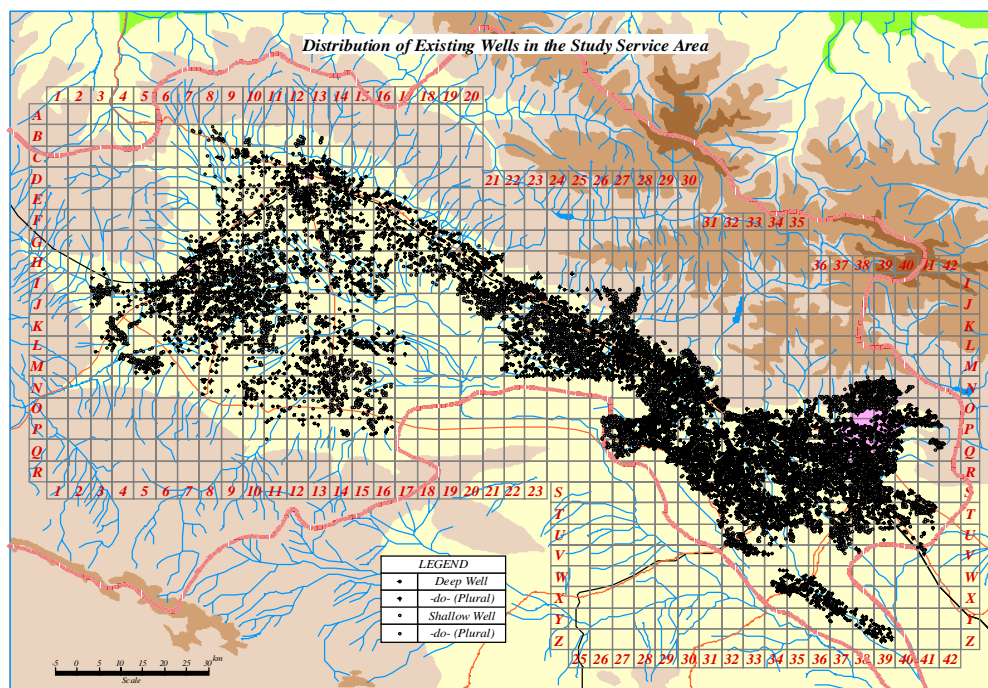 Distribution of Existing Wells in the Study Service Area
1 2 3 4 5 6 7 8 9 10 11 12 13 14 15 16 17 18 19 20
A
B
C
D
E
F
G
H
I
J
K
L
M
N
O
P
Q
R
21 22 23 24 25 26 27 28 29 30
31 32 33 34 35
36 37 38 39 40 41 42
I
J
K
L
M
N
O
P
Q
R
S
T
U
V
W
X
Y
Z
1 2 3 4 5 6 7 8 9 10 11 12 13 14 15 16 17 18 19 20 21 22 23
S
T
U
V
W
X
Y
Z
25 26 27 28 29 30 31 32 33 34 35 36 37 38 39 40 41 42
LEGEND
Deep Well
-do- (Plural)
Shallow Well
-do- (Plural)
-5 0 5 10 15 20 25 30 km
Scale